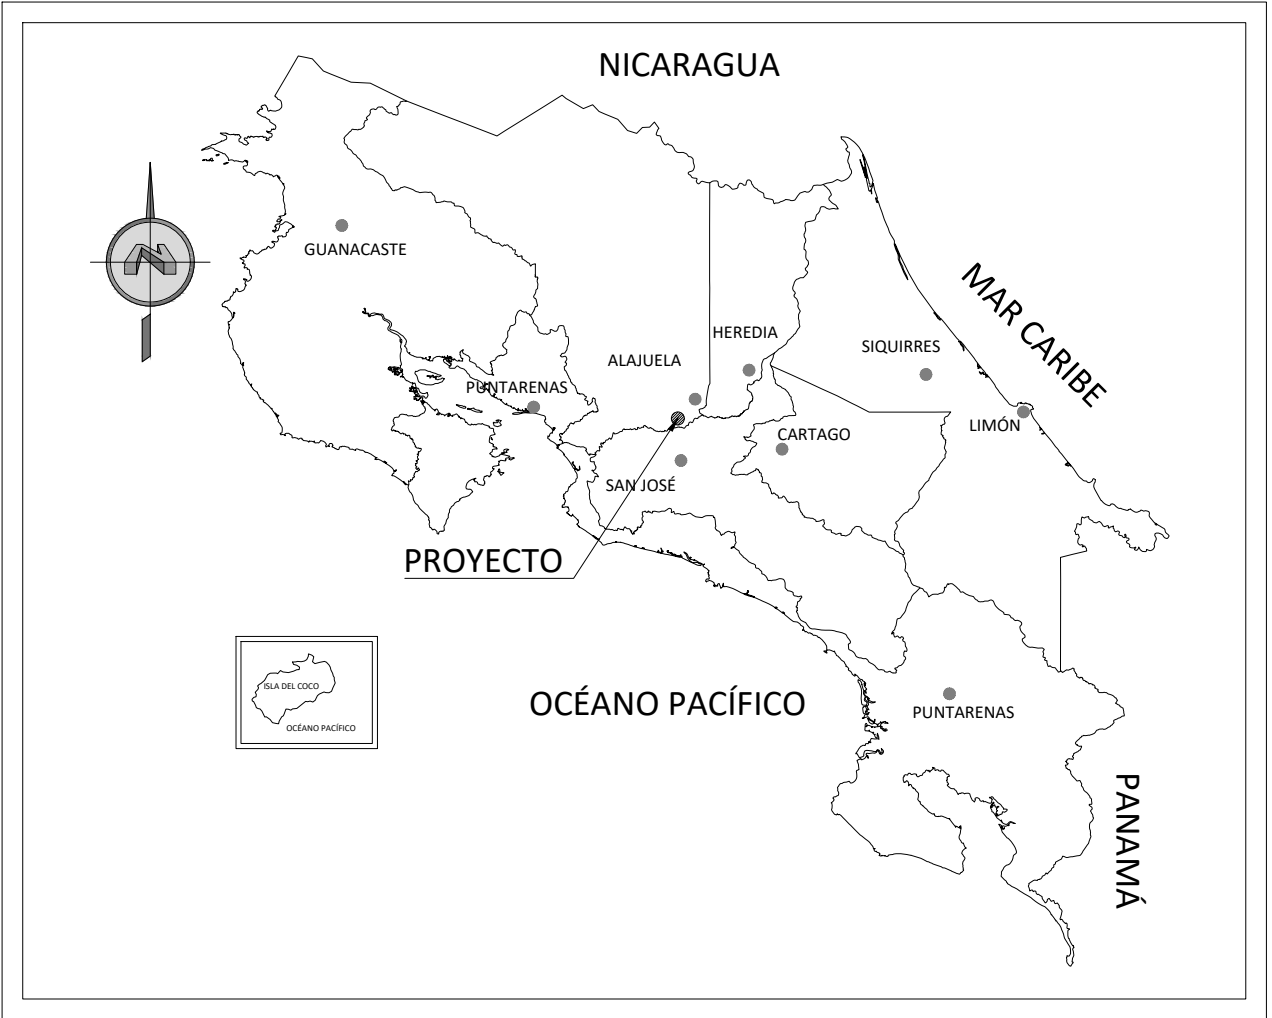 NICARAGUA
GUANACASTE
MAR CARIBE
HEREDIA
SIQUIRRES
ALAJUELA
PUNTARENAS
LIMÓN
CARTAGO
SAN JOSÉ
PROYECTO
ISLA DEL COCO
OCÉANO PACÍFICO
OCÉANO PACÍFICO
PUNTARENAS
PANAMÁ
N